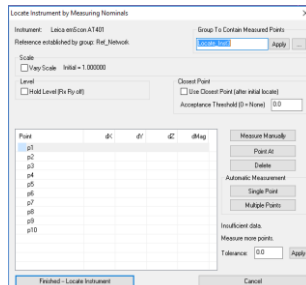 Locate Instrument by Measuring Nominals
Instrument: Leica emScon AT401
Reference established by group: Ref_Network
Group To Contain Measured Points
Apply ...
Scale
Vary Scale Initial = 1.000000
Level
Hold Level (Rx Ry off)
Closest Point
Use Closest Point (after initial locate)
Acceptance Threshold (0 = None) 0.0
Point dX dY dZ dMag
p1
p2
p3
p4
p5
p6
p7
p8
p9
p10
Measure Manually
Point At
Delete
Automatic Measurement
Single Point
Multiple Points
Insufficient data.
Measure more points.
Tolerance: 0.0 Apply
Finished - Locate Instrument
Cancel